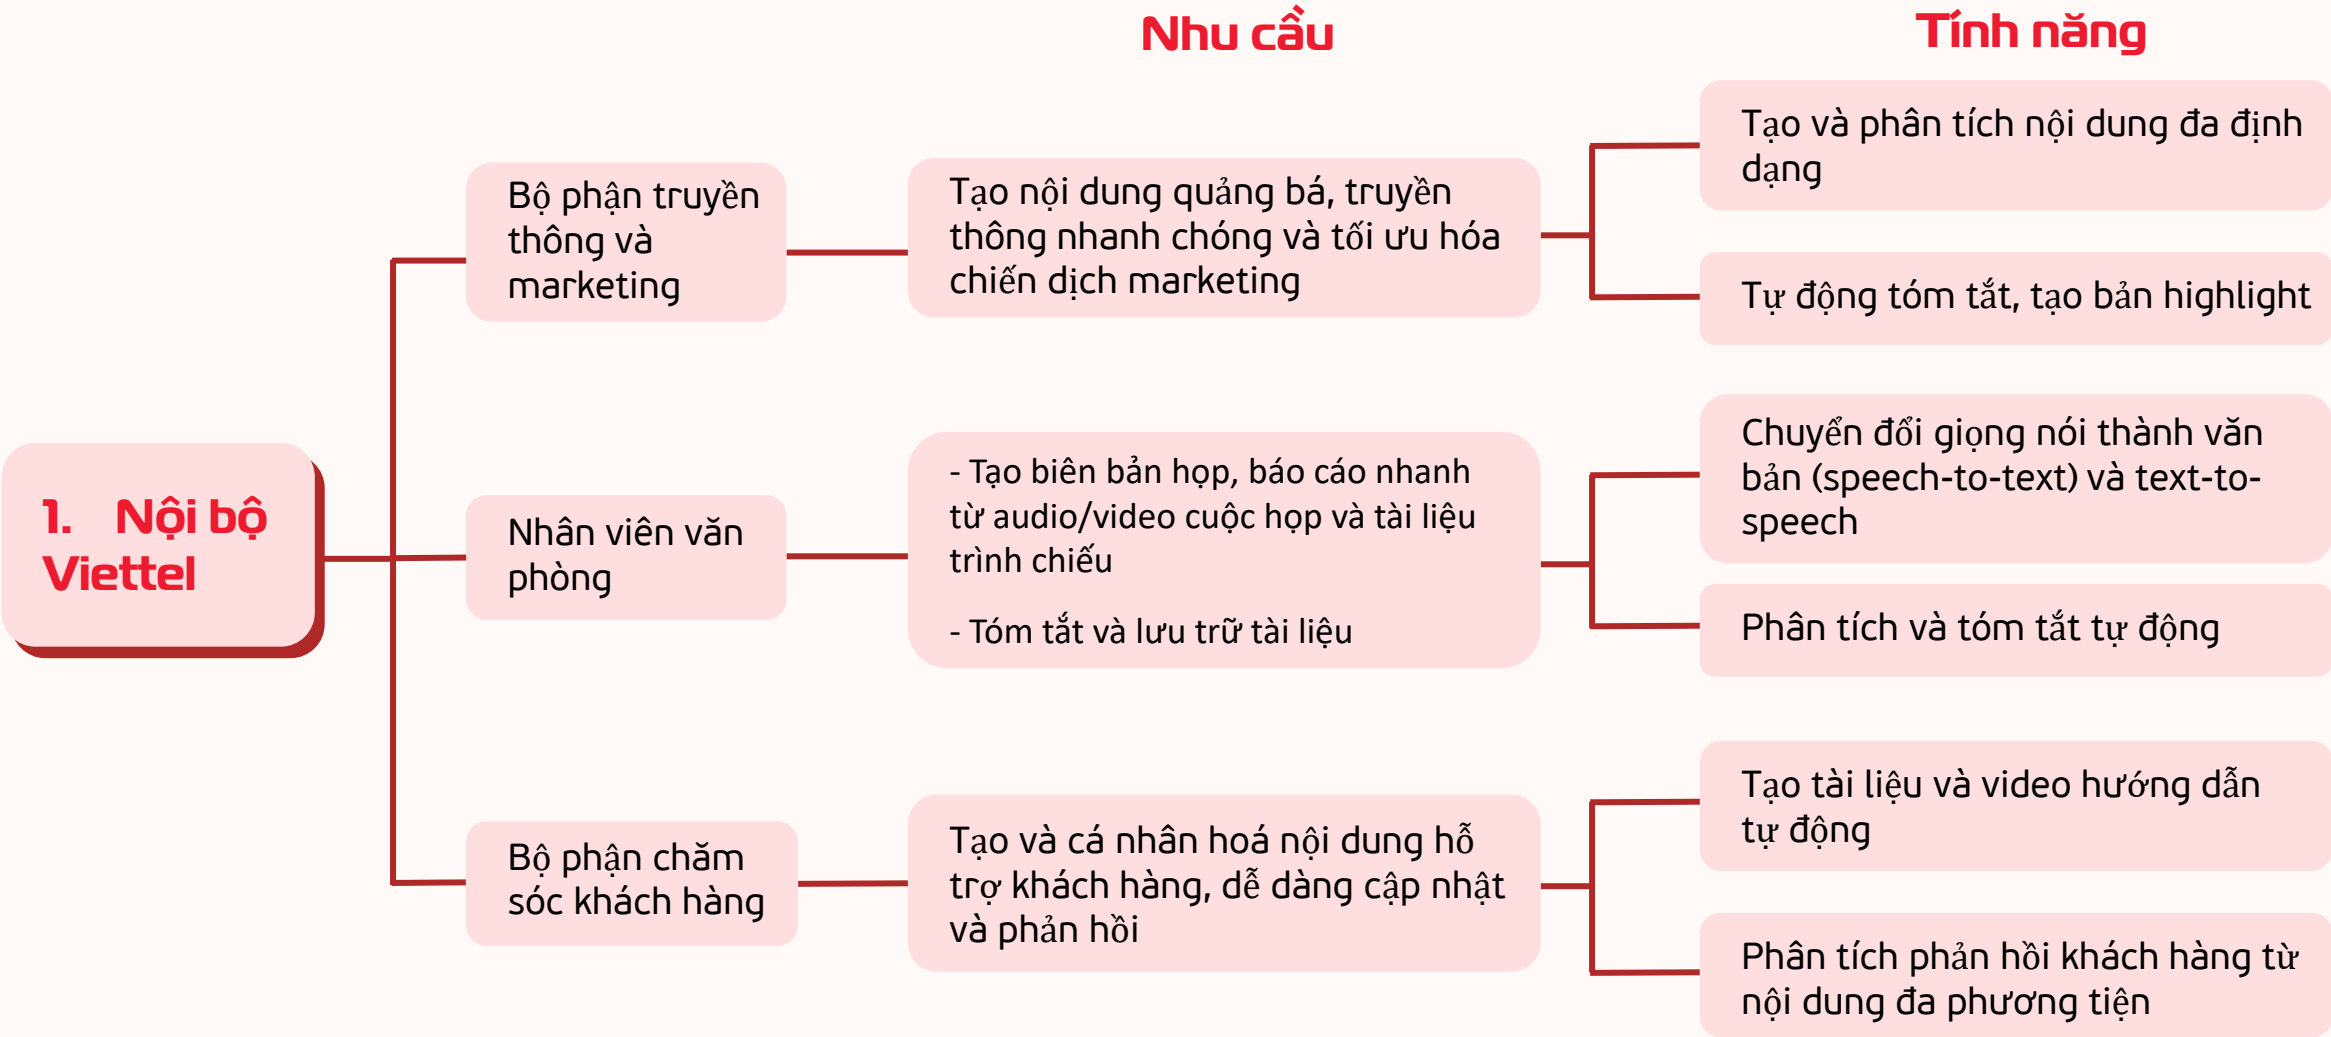 Nhu cầu
Tính năng
1. Nội bộ
Viettel
Bộ phận truyền
thông và
marketing
Tạo nội dung quảng bá, truyền
thông nhanh chóng và tối ưu hóa
chiến dịch marketing
Tạo và phân tích nội dung đa định
dạng
Tự động tóm tắt, tạo bản highlight
Nhân viên văn
phòng
- Tạo biên bản họp, báo cáo nhanh
từ audio/video cuộc họp và tài liệu
trình chiếu
- Tóm tắt và lưu trữ tài liệu
Chuyển đổi giọng nói thành văn
bản (speech-to-text) và text-to-
speech
Phân tích và tóm tắt tự động
Bộ phận chăm
sóc khách hàng
Tạo và cá nhân hoá nội dung hỗ
trợ khách hàng, dễ dàng cập nhật
và phản hồi
Tạo tài liệu và video hướng dẫn
tự động
Phân tích phản hồi khách hàng từ
nội dung đa phương tiện